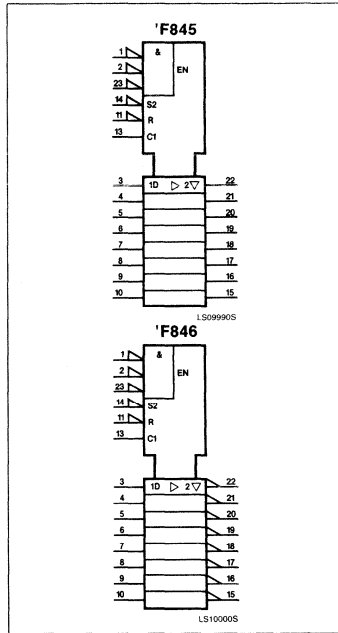 'F845
1 &
2 EN
23
14 S2
11 R
13 C1
3 1D ▷ 2▽ 22
4 21
5 20
6 19
7 18
8 17
9 16
10 15
LS09990S
'F846
1 &
2 EN
23
14 S2
11 R
13 C1
3 1D ▷ 2▽ 22
4 21
5 20
6 19
7 18
8 17
9 16
10 15
LS10000S